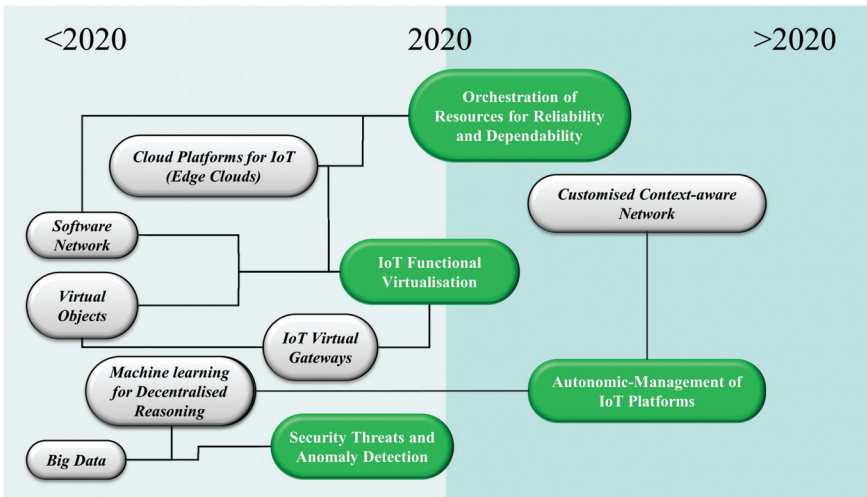 <2020
2020
>2020
Orchestration of
Resources for Reliability
and Dependability
Cloud Platforms for IoT
(Edge Clouds)
Customised Context-aware
Network
Software
Network
IoT Functional
Virtualisation
Virtual
Objects
IoT Virtual
Gateways
Machine learning
for Decentralised
Reasoning
Autonomic-Management of
IoT Platforms
Security Threats and
Anomaly Detection
Big Data